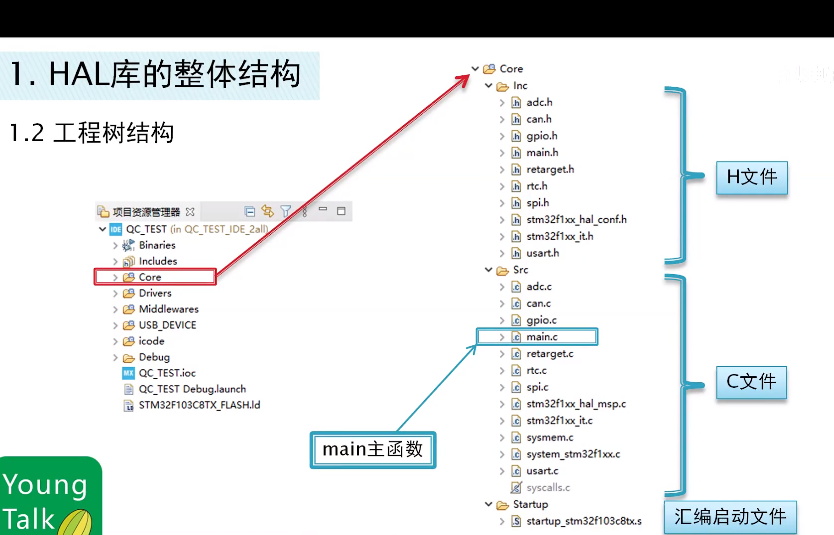 1. HAL库的整体结构
1.2 工程树结构
项目资源管理器
IDE QC_TEST (in QC_TEST_IDE_2all)
Binaries
Includes
Core
Drivers
Middlewares
USB_DEVICE
icode
Debug
MX QC_TEST.ioc
QC_TEST Debug.launch
STM32F103C8TX_FLASH.ld
Core
Inc
adc.h
can.h
gpio.h
main.h
retarget.h
rtc.h
spi.h
stm32f1xx_hal_conf.h
stm32f1xx_it.h
usart.h
H文件
Src
adc.c
can.c
gpio.c
main.c
retarget.c
rtc.c
spi.c
stm32f1xx_hal_msp.c
stm32f1xx_it.c
sysmem.c
system_stm32f1xx.c
usart.c
syscalls.c
C文件
main主函数
Startup
startup_stm32f103c8tx.s
汇编启动文件
Young
Talk